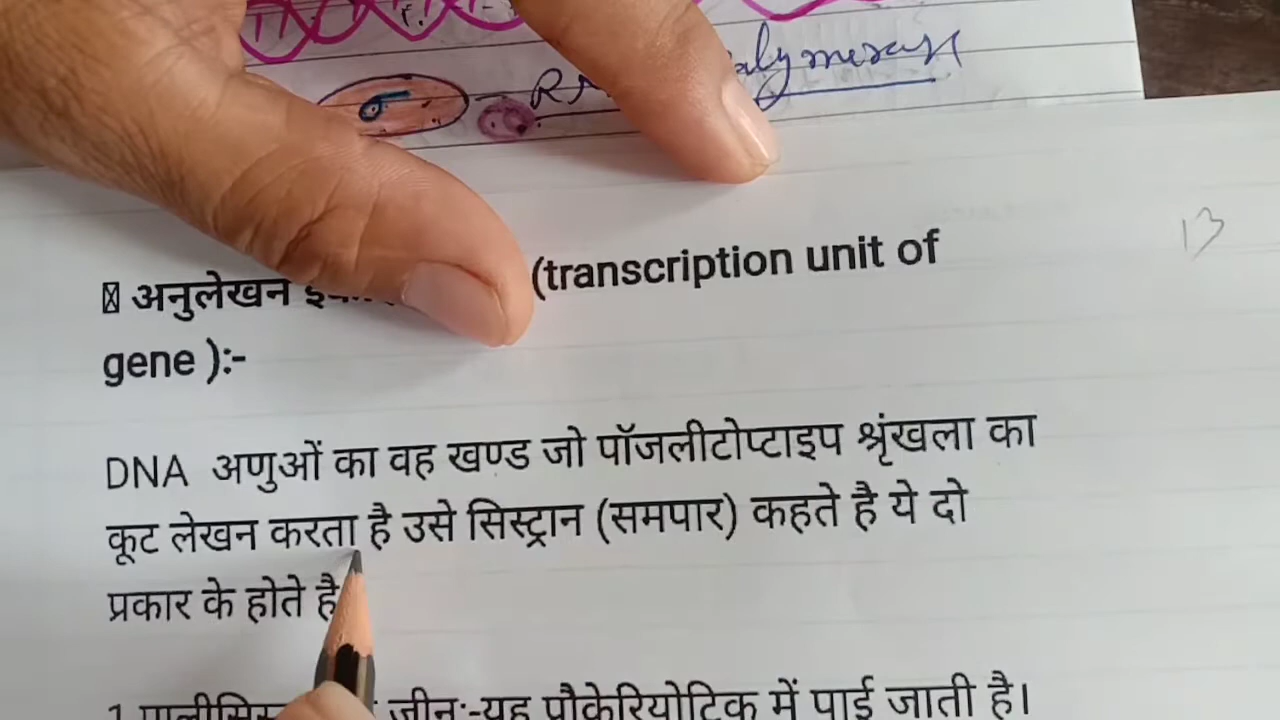 अनुलेखन (transcription unit of
gene ):-
13
DNA अणुओं का वह खण्ड जो पॉजलीटोप्टाइप श्रृंखला का
कूट लेखन करता है उसे सिस्ट्रान (समपार) कहते है ये दो
प्रकार के होते है
जीन:-यह प्रौकेरियोटिक में पाई जाती है।